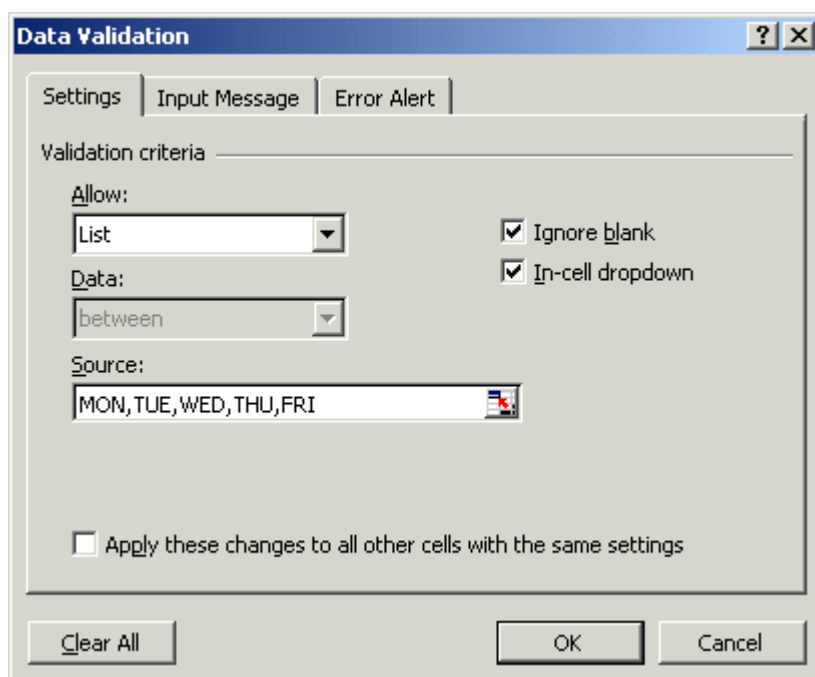 Data Validation
Settings Input Message Error Alert
Validation criteria
Allow:
List
Ignore blank
Data:
In-cell dropdown
between
Source:
MON,TUE,WED,THU,FRI
Apply these changes to all other cells with the same settings
Clear All OK Cancel